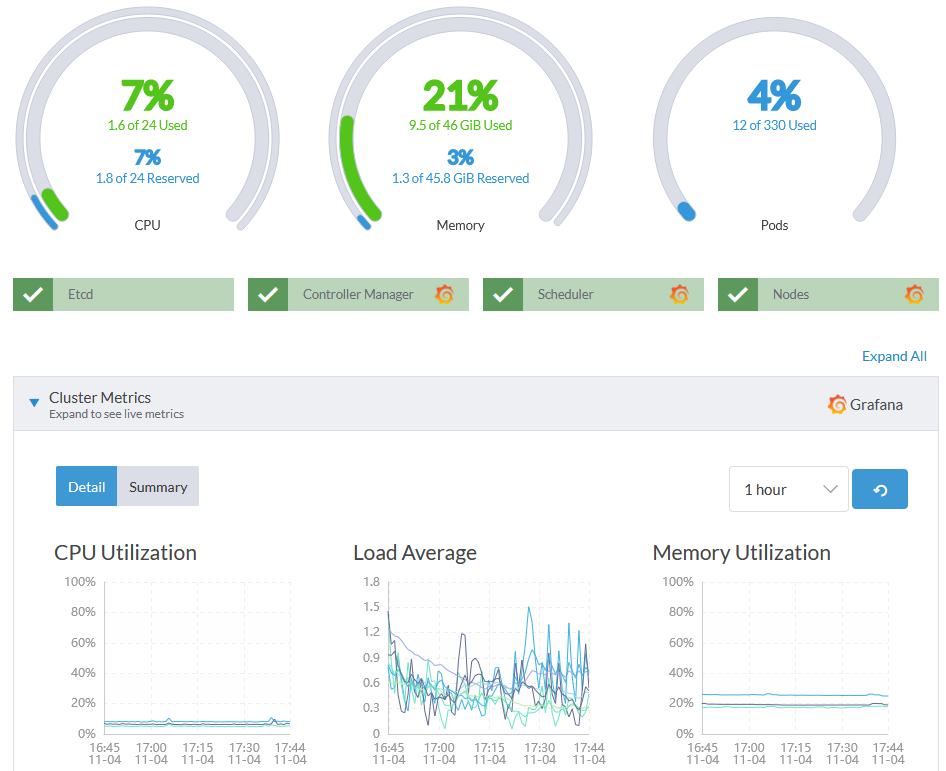 7%
1.6 of 24 Used
7%
1.8 of 24 Reserved
CPU
21%
9.5 of 46 GiB Used
3%
1.3 of 45.8 GiB Reserved
Memory
4%
12 of 330 Used
Pods
Etcd
Controller Manager
Scheduler
Nodes
Expand All
Cluster Metrics
Expand to see live metrics
Grafana
Detail
Summary
1 hour
CPU Utilization
100%
80%
60%
40%
20%
0%
16:45 17:00 17:15 17:30 17:44
11-04 11-04 11-04 11-04 11-04
Load Average
1.8
1.5
1.2
0.9
0.6
0.3
0
16:45 17:00 17:15 17:30 17:44
11-04 11-04 11-04 11-04 11-04
Memory Utilization
100%
80%
60%
40%
20%
0%
16:45 17:00 17:15 17:30 17:44
11-04 11-04 11-04 11-04 11-04